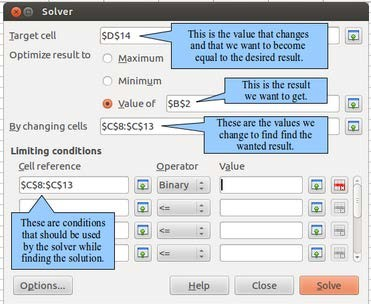 Solver
Target cell
$D$14
This is the value that changes
and that we want to become
equal to the desired result.
Optimize result to
Maximum
Minimum
Value of
$B$2
This is the result
we want to get.
By changing cells
$C$8:$C$13
These are the values we
change to find find the
wanted result.
Limiting conditions
Cell reference
Operator
Value
$C$8:$C$13
Binary
<=
<=
<=
These are conditions
that should be used
by the solver while
finding the solution.
Options...
Help
Close
Solve